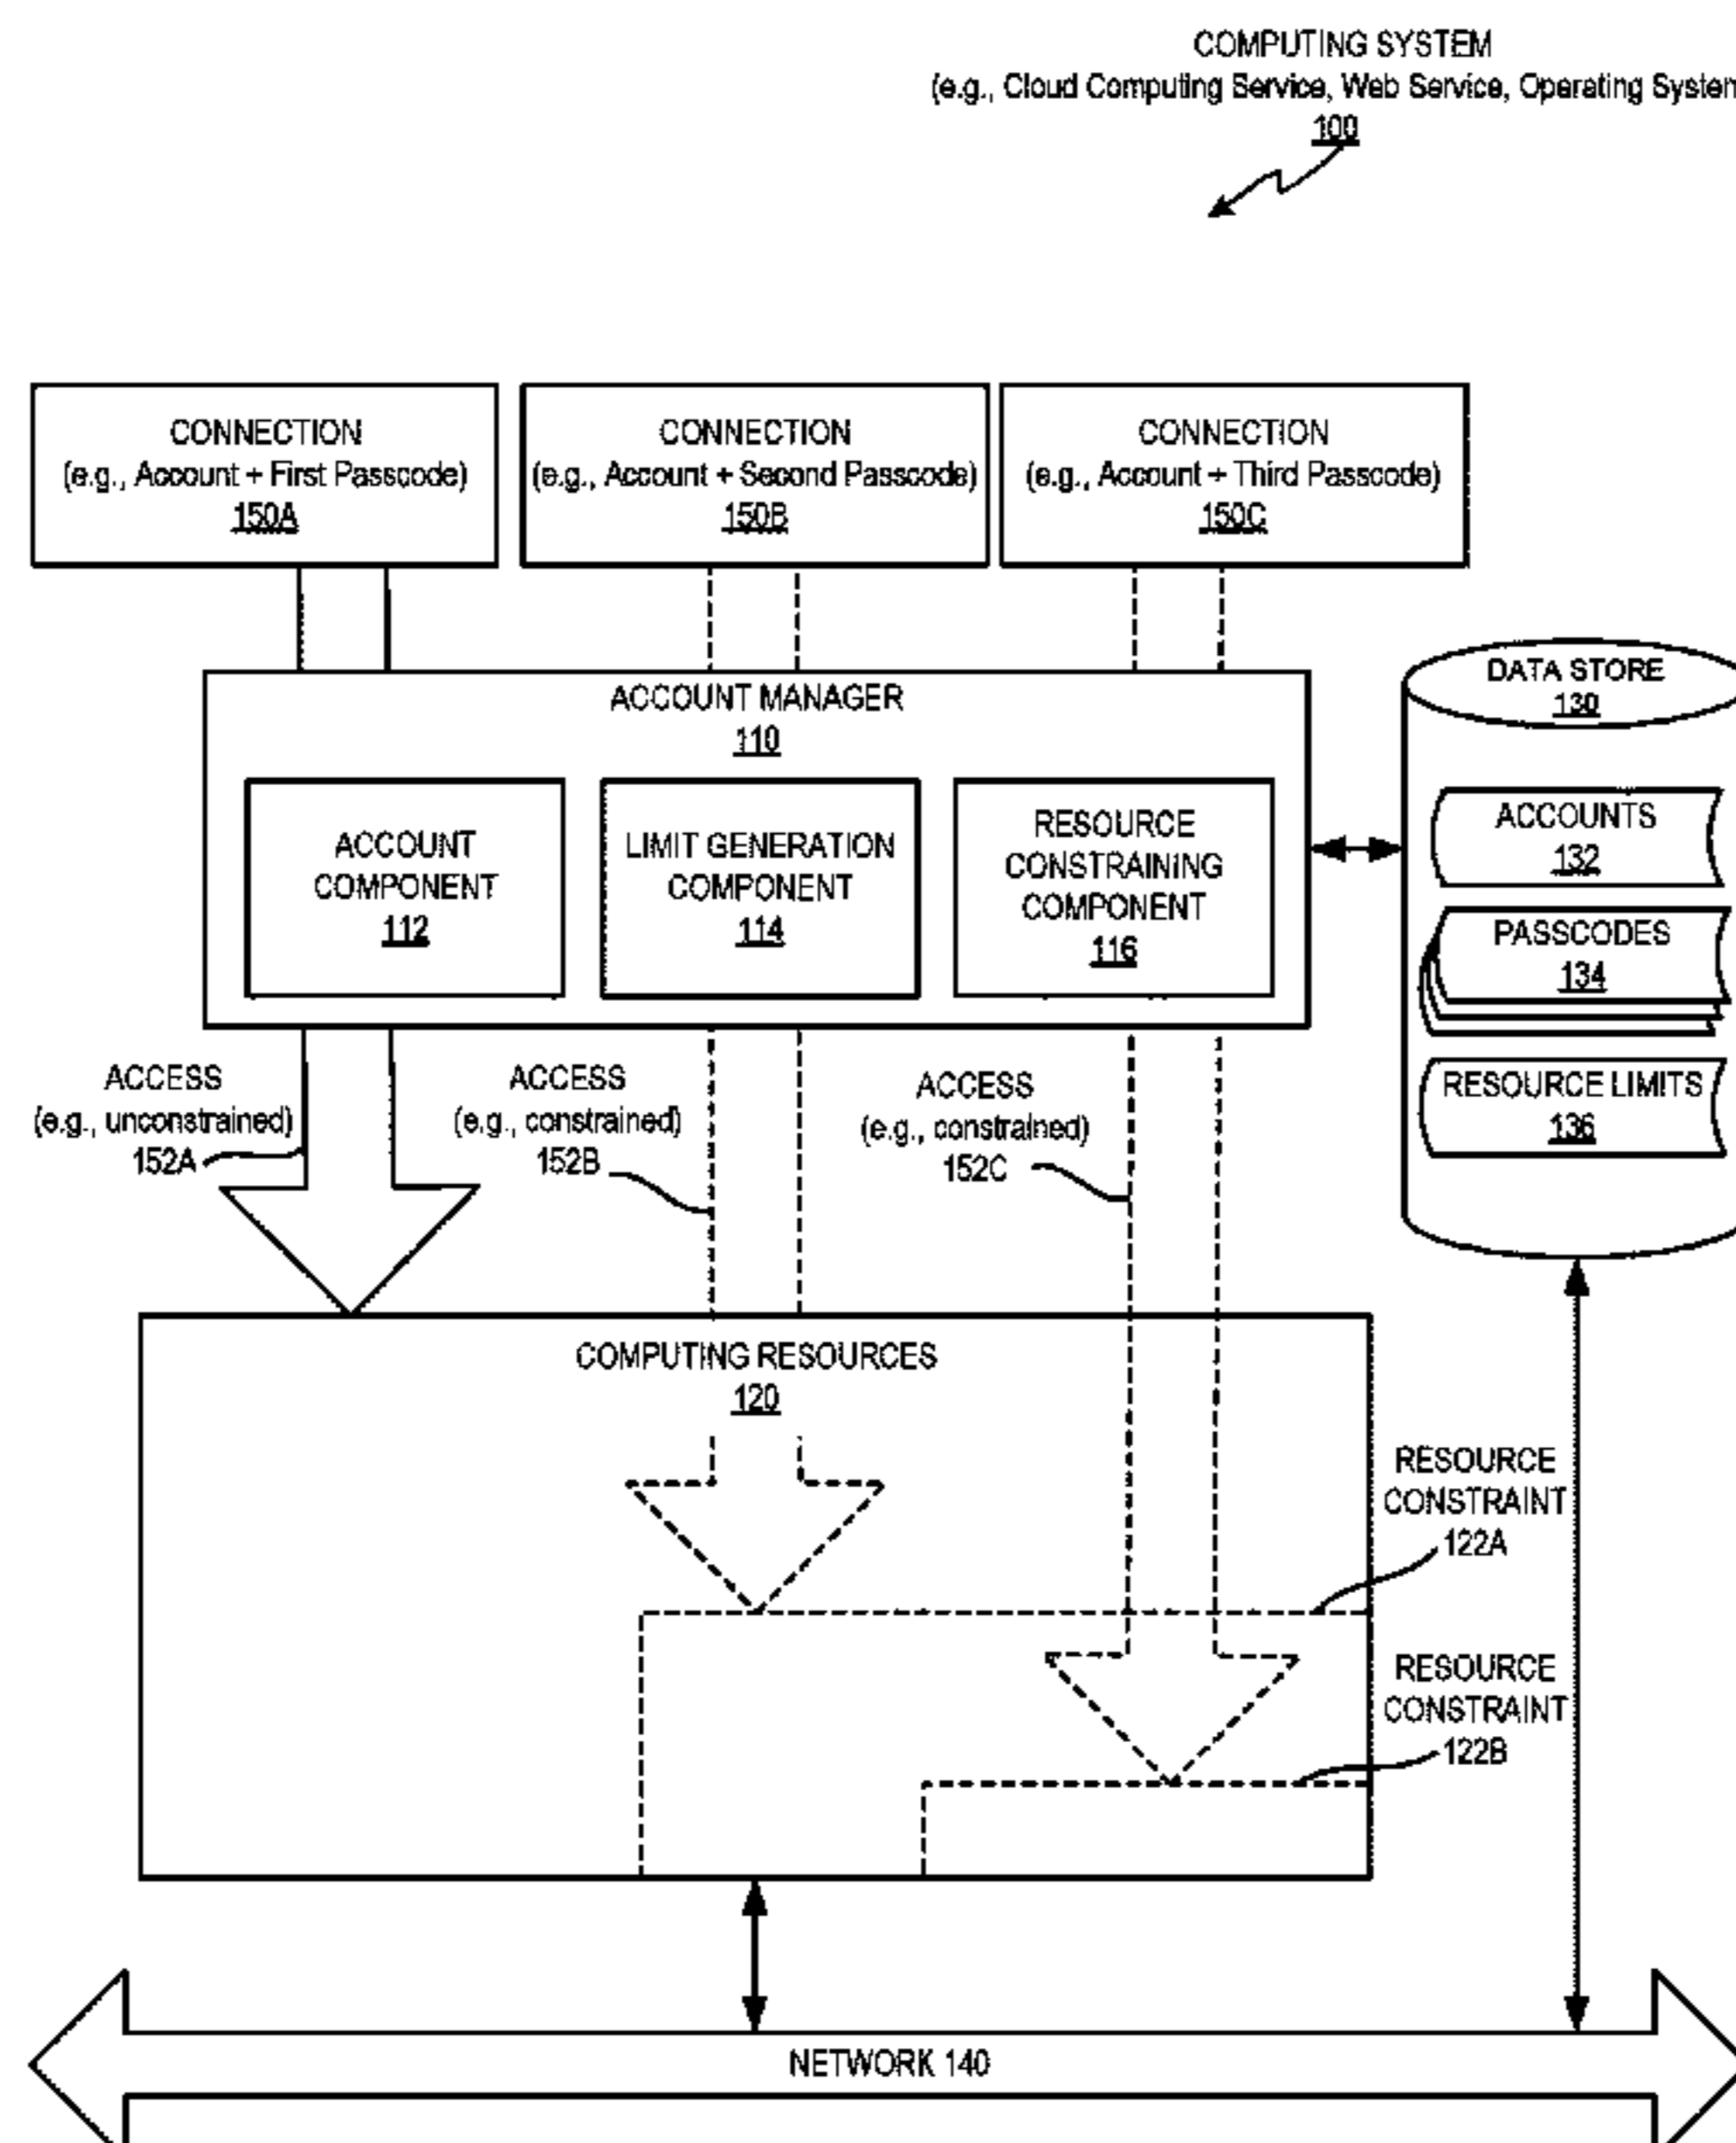 COMPUTING SYSTEM
(e.g., Cloud Computing Service, Web Service, Operating System
100
CONNECTION
(e.g., Account + First Passcode)
150A
CONNECTION
(e.g., Account + Second Passcode)
150B
CONNECTION
(e.g., Account + Third Passcode)
150C
ACCOUNT MANAGER
110
ACCOUNT
COMPONENT
112
LIMIT GENERATION
COMPONENT
114
RESOURCE
CONSTRAINING
COMPONENT
116
DATA STORE
130
ACCOUNTS
132
PASSCODES
134
RESOURCE LIMITS
136
ACCESS
(e.g., unconstrained)
152A
ACCESS
(e.g., constrained)
152B
ACCESS
(e.g., constrained)
152C
COMPUTING RESOURCES
120
RESOURCE
CONSTRAINT
122A
RESOURCE
CONSTRAINT
122B
NETWORK 140